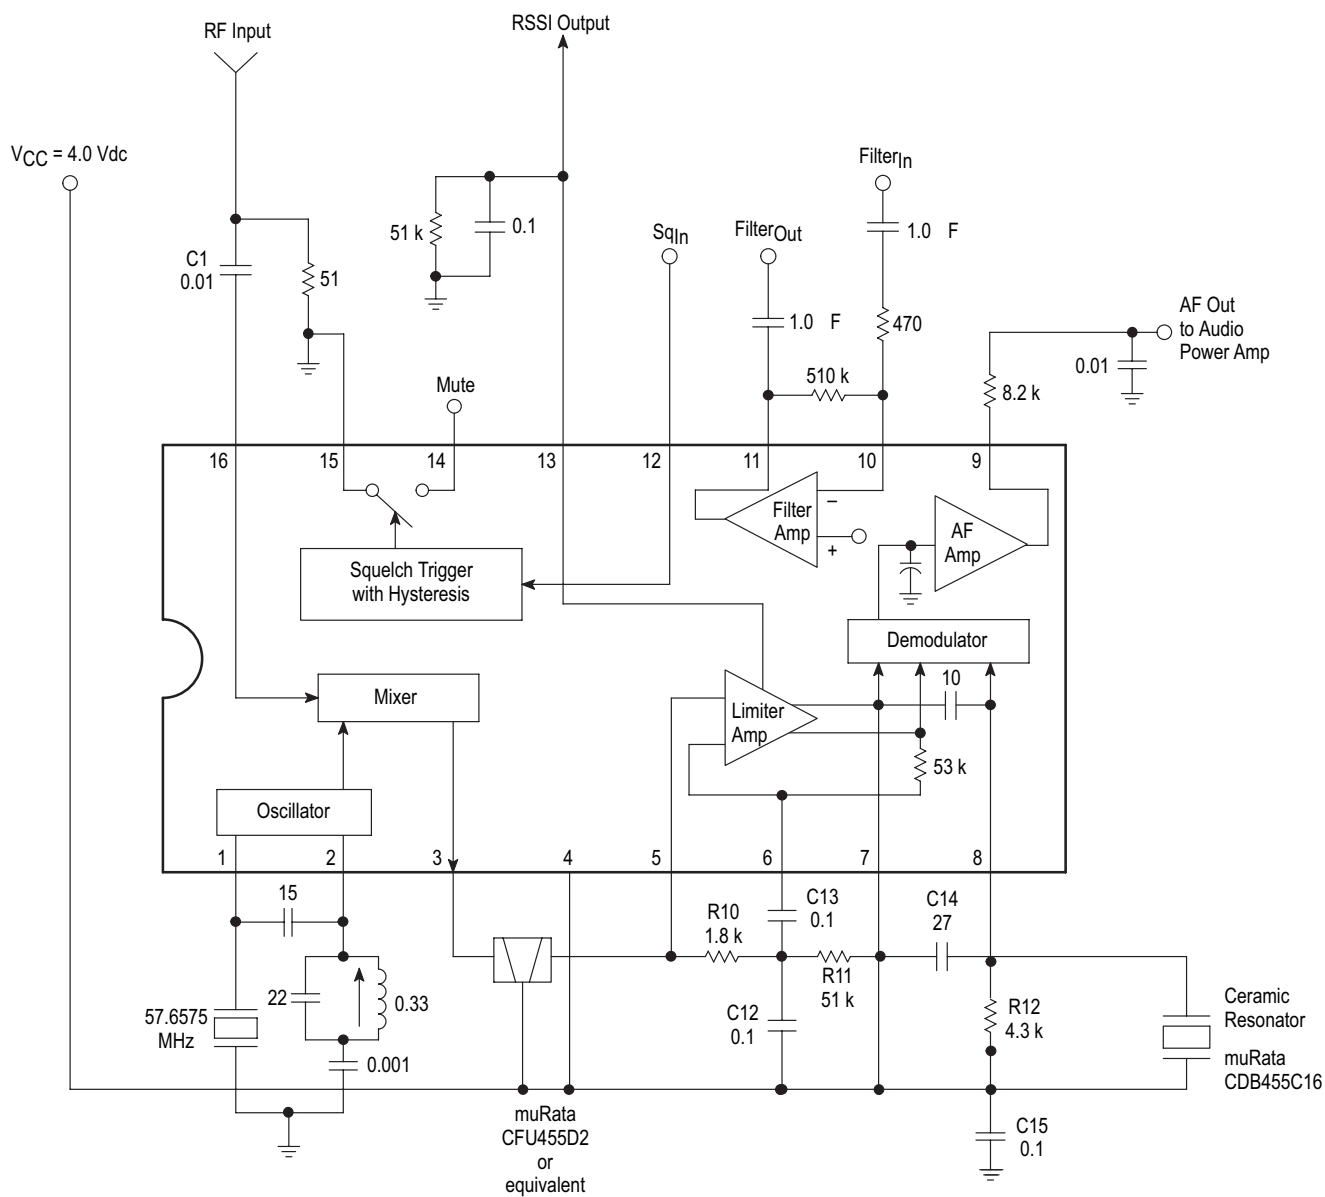 RF Input
RSSI Output
VCC = 4.0 Vdc
FilterIn
51 k
0.1
SqIn
FilterOut
1.0 F
C1
0.01
51
1.0 F
470
AF Out
to Audio
Power Amp
0.01
Mute
510 k
8.2 k
16
15
14
13
12
11
10
9
Filter
Amp
–
+
AF
Amp
Squelch Trigger
with Hysteresis
Demodulator
Mixer
Limiter
Amp
10
53 k
Oscillator
1
2
3
4
5
6
7
8
15
R10
1.8 k
C13
0.1
C14
27
R11
51 k
22
0.33
57.6575
MHz
C12
0.1
R12
4.3 k
Ceramic
Resonator
muRata
CDB455C16
0.001
muRata
CFU455D2
or
equivalent
C15
0.1